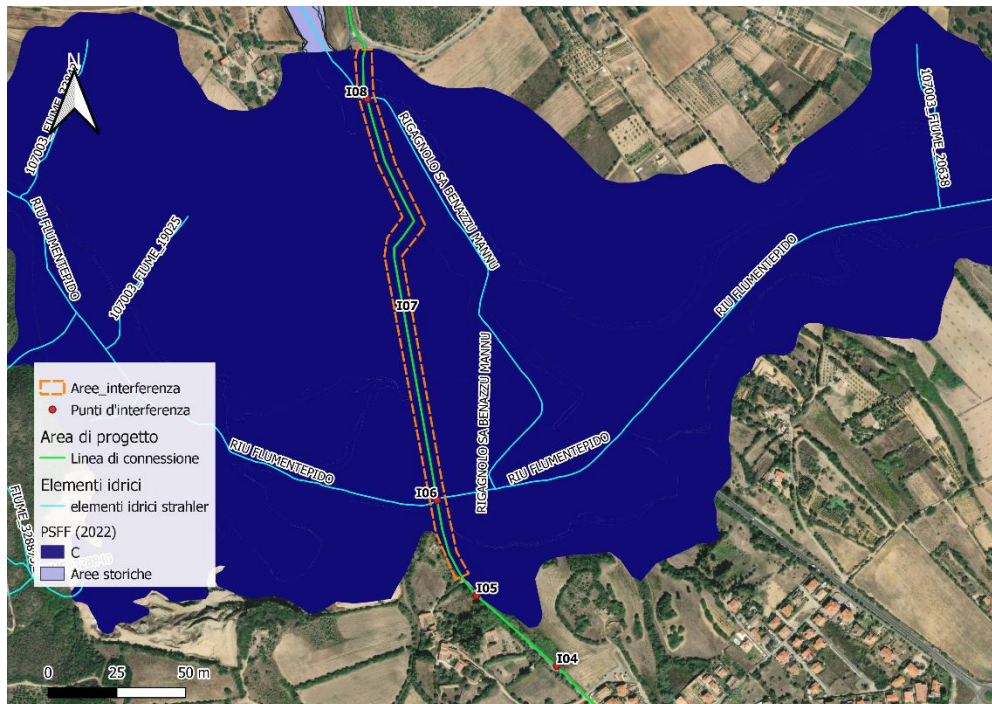 N
107003_FIUME_
I08
RIGAGNOLO SA BENAZZU MANNU
107003_FIUME_20638
RIU FLUMENTEPIDO
107003_FIUME_19025
RIU FLUMENTEPIDO
I07
RIGAGNOLO SA BENAZZU MANNU
Aree_interferenza
Punti d'interferenza
Area di progetto
Linea di connessione
Elementi idrici
elementi idrici strahler
PSFF (2022)
C
Aree storiche
RIU FLUMENTEPIDO
RIU FLUMENTEPIDO
I06
I05
I04
0 25 50 m